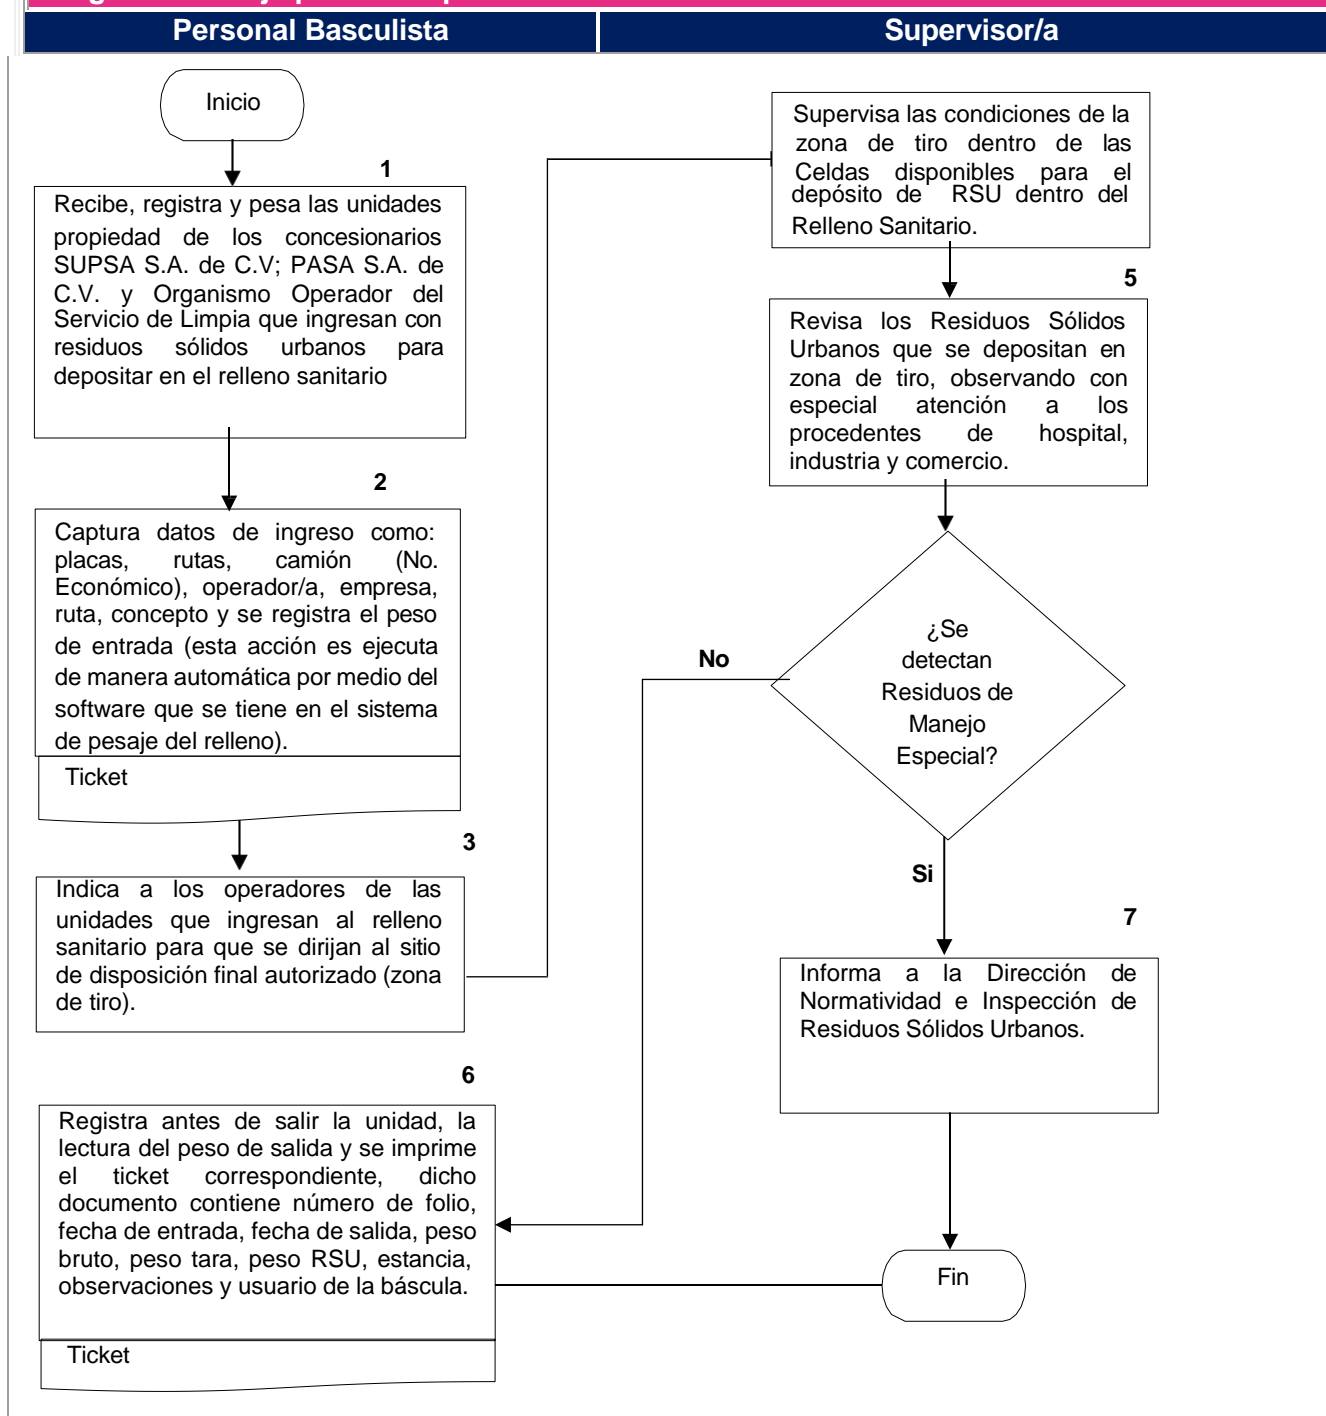 Personal Basculista
Supervisor/a
Inicio
1
Recibe, registra y pesa las unidades
propiedad de los concesionarios
SUPSA S.A. de C.V; PASA S.A. de
C.V. y Organismo Operador del
Servicio de Limpia que ingresan con
residuos sólidos urbanos para
depositar en el relleno sanitario
2
Captura datos de ingreso como:
placas, rutas, camión (No.
Económico), operador/a, empresa,
ruta, concepto y se registra el peso
de entrada (esta acción es ejecuta
de manera automática por medio del
software que se tiene en el sistema
de pesaje del relleno).
Ticket
3
Indica a los operadores de las
unidades que ingresan al relleno
sanitario para que se dirijan al sitio
de disposición final autorizado (zona
de tiro).
Supervisa las condiciones de la
zona de tiro dentro de las
Celdas disponibles para el
depósito de RSU dentro del
Relleno Sanitario.
5
Revisa los Residuos Sólidos
Urbanos que se depositan en
zona de tiro, observando con
especial atención a los
procedentes de hospital,
industria y comercio.
¿Se
detectan
Residuos de
Manejo
Especial?
No
Si
6
Registra antes de salir la unidad, la
lectura del peso de salida y se imprime
el ticket correspondiente, dicho
documento contiene número de folio,
fecha de entrada, fecha de salida, peso
bruto, peso tara, peso RSU, estancia,
observaciones y usuario de la báscula.
Ticket
7
Informa a la Dirección de
Normatividad e Inspección de
Residuos Sólidos Urbanos.
Fin